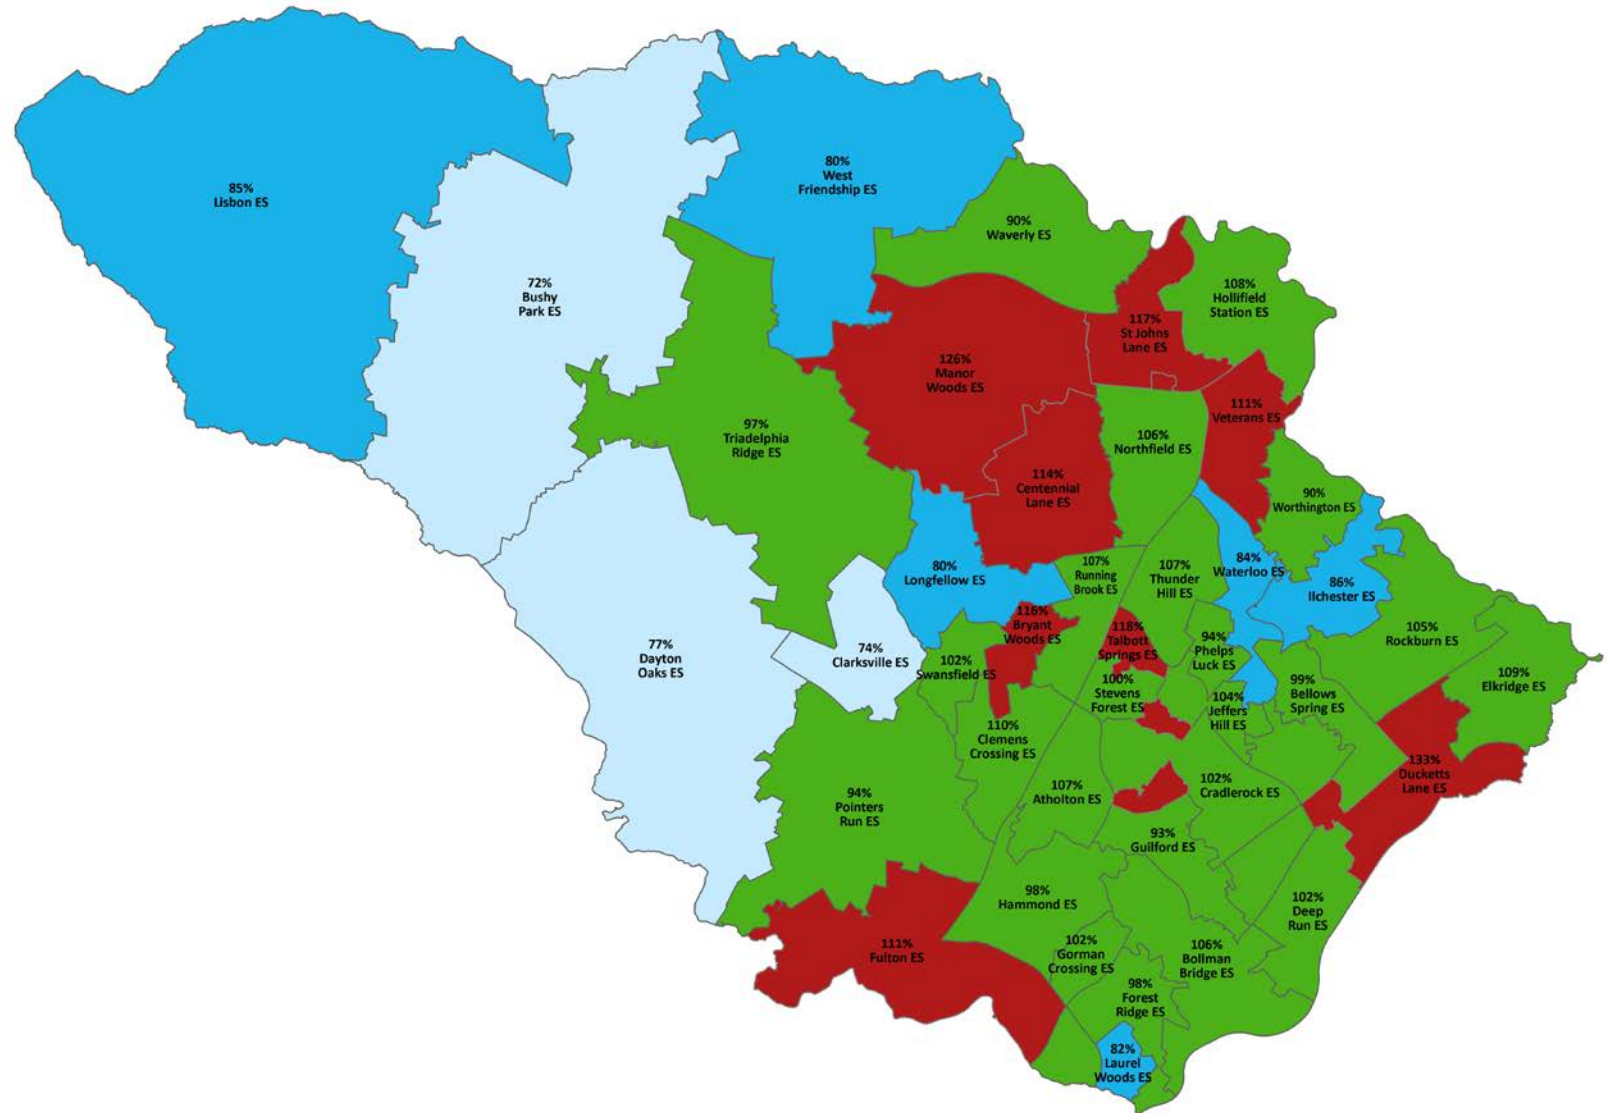 85%
Lisbon ES
80%
West
Friendship ES
72%
Bushy
Park ES
90%
Waverly ES
108%
Hollifield
Station ES
117%
St Johns
Lane ES
126%
Manor
Woods ES
111%
Veterans ES
97%
Triadelphia
Ridge ES
106%
Northfield ES
114%
Centennial
Lane ES
90%
Worthington ES
80%
Longfellow ES
107%
Running
Brook ES
107%
Thunder
Hill ES
84%
Waterloo ES
86%
Ilchester ES
116%
Bryant
Woods ES
118%
Talbott
Springs ES
94%
Phelps
Luck ES
105%
Rockburn ES
77%
Dayton
Oaks ES
74%
Clarksville ES
102%
Swansfield ES
100%
Stevens
Forest ES
99%
Bellows
Spring ES
109%
Elkridge ES
104%
Jeffers
Hill ES
110%
Clemens
Crossing ES
133%
Ducketts
Lane ES
94%
Pointers
Run ES
107%
Atholton ES
102%
Cradlerock ES
93%
Guilford ES
98%
Hammond ES
102%
Deep
Run ES
111%
Fulton ES
102%
Gorman
Crossing ES
106%
Bollman
Bridge ES
98%
Forest
Ridge ES
82%
Laurel
Woods ES